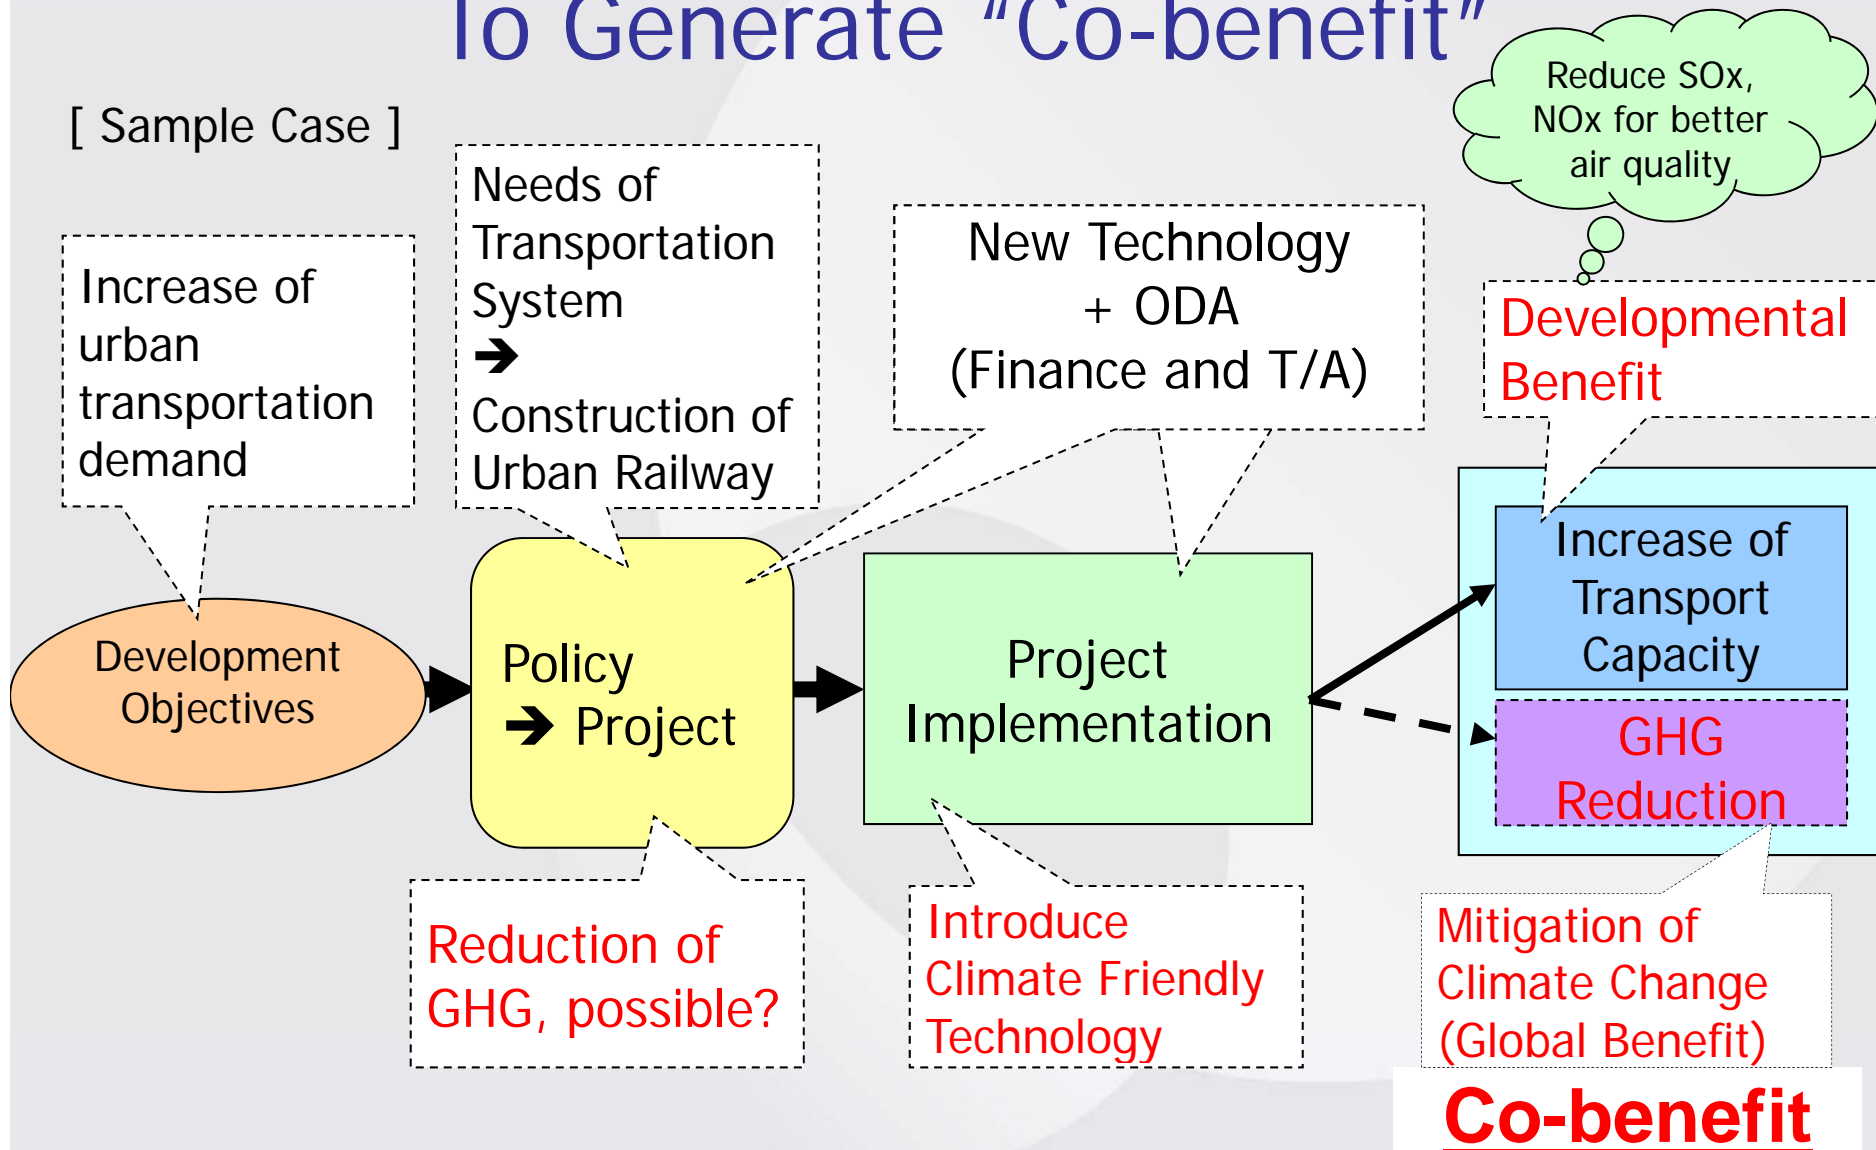 To Generate “Co-benefit”
[ Sample Case ]
Reduce SOx,
NOx for better
air quality
Increase of
urban
transportation
demand
Needs of
Transportation
System
➔
Construction of
Urban Railway
New Technology
+ ODA
(Finance and T/A)
Developmental
Benefit
Development
Objectives
Policy
➔ Project
Project
Implementation
Increase of
Transport
Capacity
GHG
Reduction
Reduction of
GHG, possible?
Introduce
Climate Friendly
Technology
Mitigation of
Climate Change
(Global Benefit)
Co-benefit